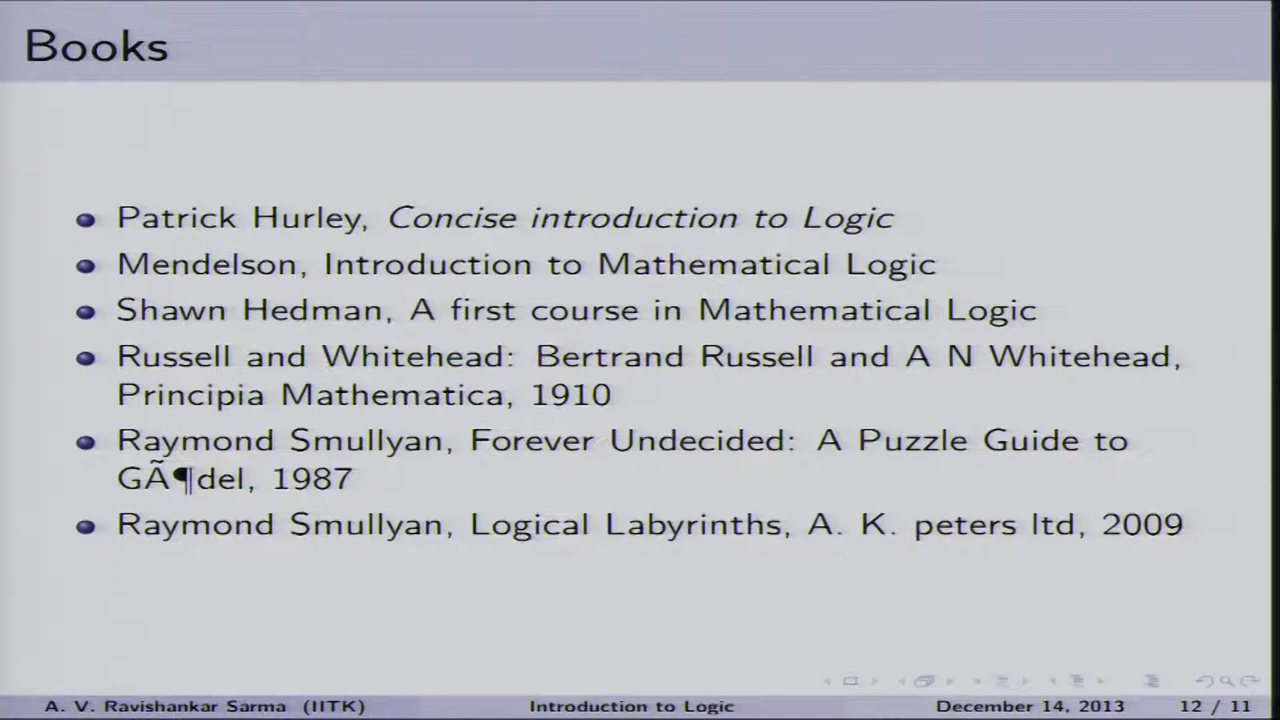 Books
Patrick Hurley, Concise introduction to Logic
Mendelson, Introduction to Mathematical Logic
Shawn Hedman, A first course in Mathematical Logic
Russell and Whitehead: Bertrand Russell and A N Whitehead,
Principia Mathematica, 1910
Raymond Smullyan, Forever Undecided: A Puzzle Guide to
GÃ¶del, 1987
Raymond Smullyan, Logical Labyrinths, A. K. peters ltd, 2009
A. V. Ravishankar Sarma (IITK) Introduction to Logic December 14, 2013 12 / 11